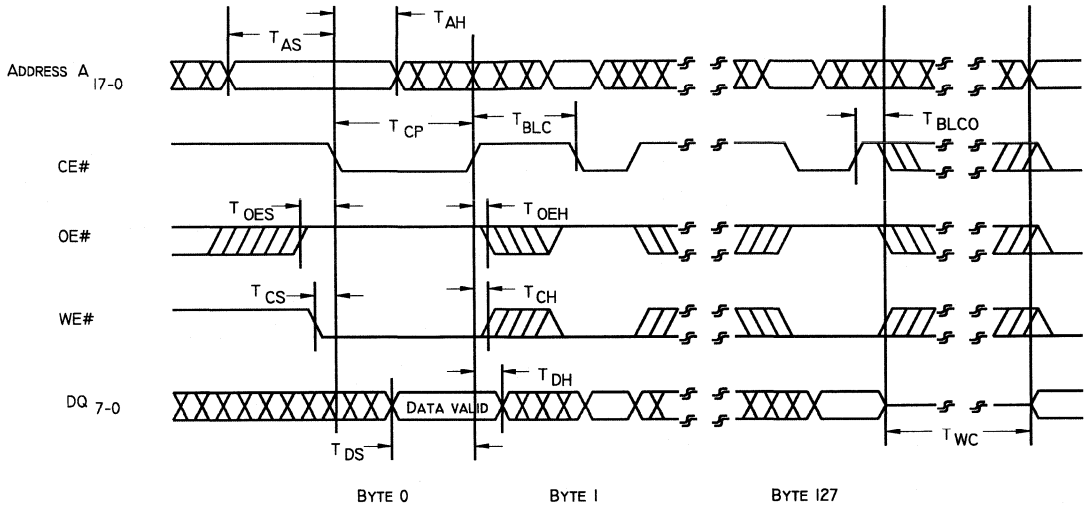 T AH
T AS
ADDRESS A 17-0
T CP
T BLC
T BLCO
CE#
T OES
T OEH
OE#
T CS
T CH
WE#
T DH
DQ 7-0
DATA VALID
T DS
T WC
BYTE 0
BYTE 1
BYTE 127